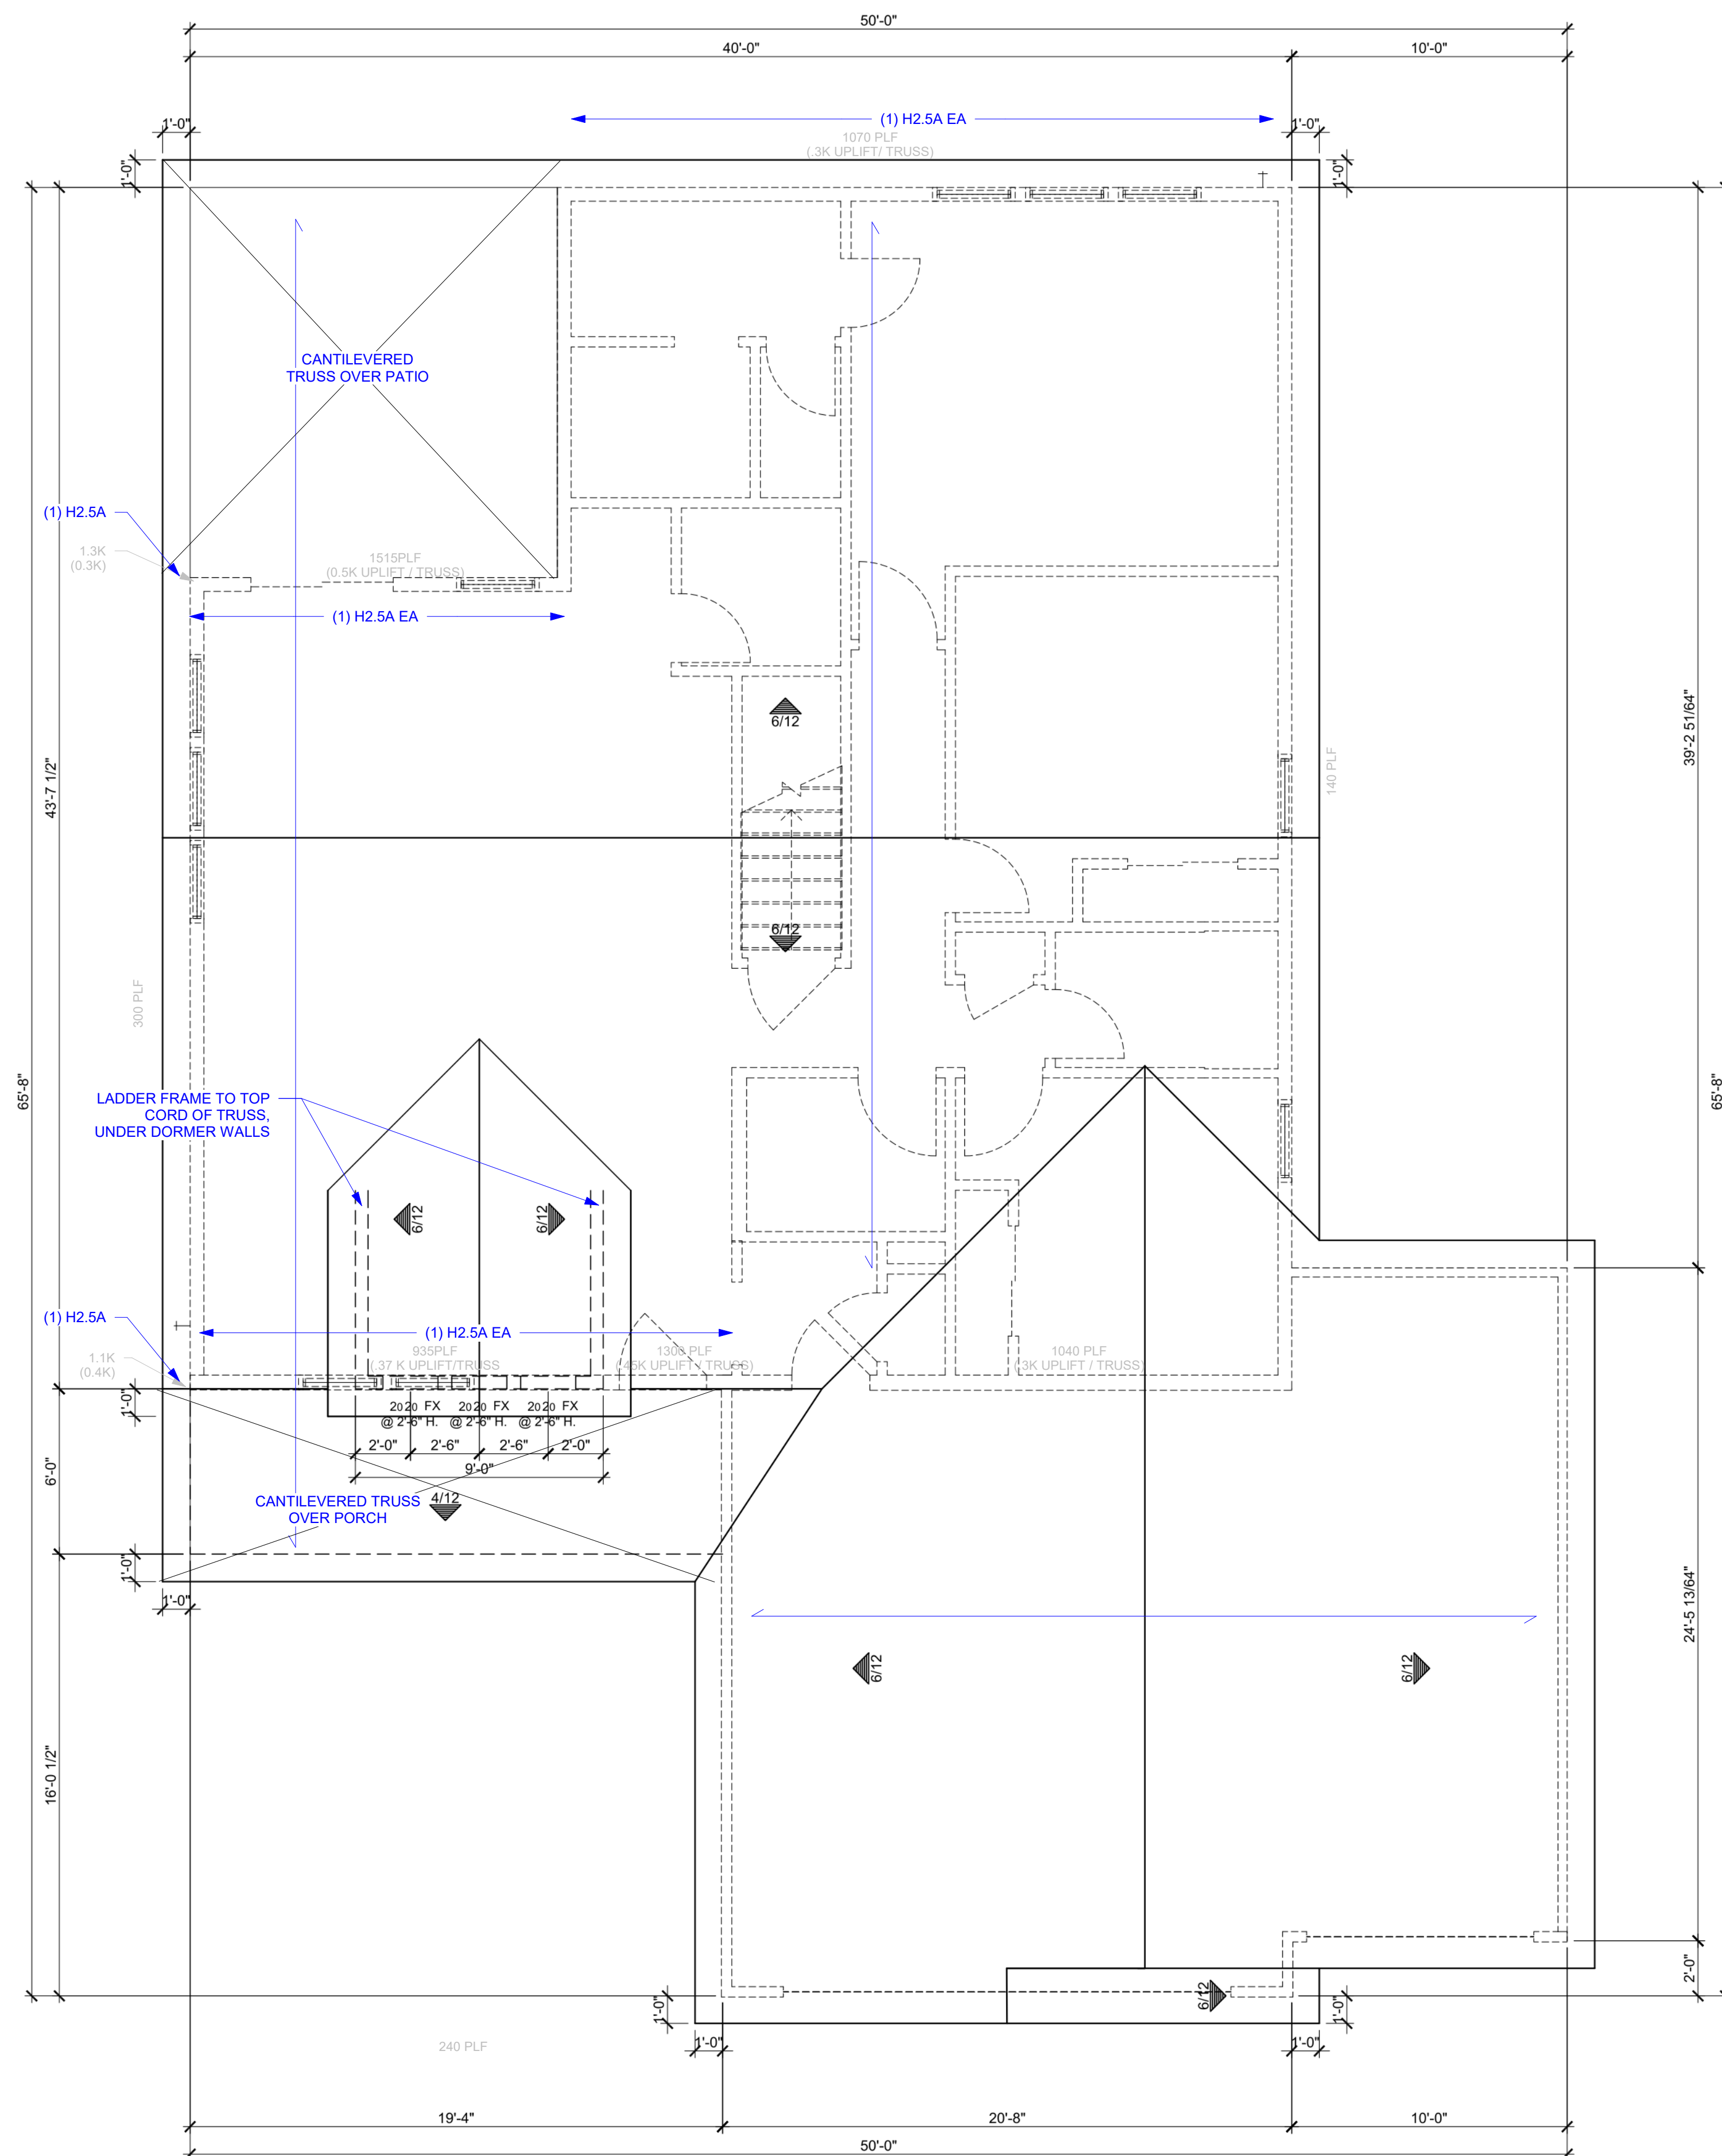 50'-0"
40'-0"
10'-0"
(1) H2.5A EA
1070 PLF
(.3K UPLIFT/ TRUSS)
1'-0"
1'-0"
1'-0"
1'-0"
CANTILEVERED
TRUSS OVER PATIO
(1) H2.5A
1.3K
(0.3K)
1515PLF
(0.5K UPLIFT / TRUSS)
(1) H2.5A EA
6/12
39'-2 51/64"
43'-7 1/2"
140 PLF
6/12
300 PLF
65'-8"
65'-8"
LADDER FRAME TO TOP
CORD OF TRUSS,
UNDER DORMER WALLS
6/12
6/12
(1) H2.5A
(1) H2.5A EA
1.1K
(0.4K)
935PLF
(.37 K UPLIFT/TRUSS
1300 PLF
(.45K UPLIFT / TRUSS)
1040 PLF
(.3K UPLIFT / TRUSS)
1'-0"
2020 FX
@ 2'-6" H.
2020 FX
@ 2'-6" H.
2020 FX
@ 2'-6" H.
2'-0"
2'-6"
2'-6"
2'-0"
9'-0"
6'-0"
CANTILEVERED TRUSS
OVER PORCH
4/12
1'-0"
1'-0"
24'-5 13/64"
6/12
6/12
16'-0 1/2"
2'-0"
6/12
1'-0"
1'-0"
240 PLF
1'-0"
1'-0"
19'-4"
20'-8"
10'-0"
50'-0"